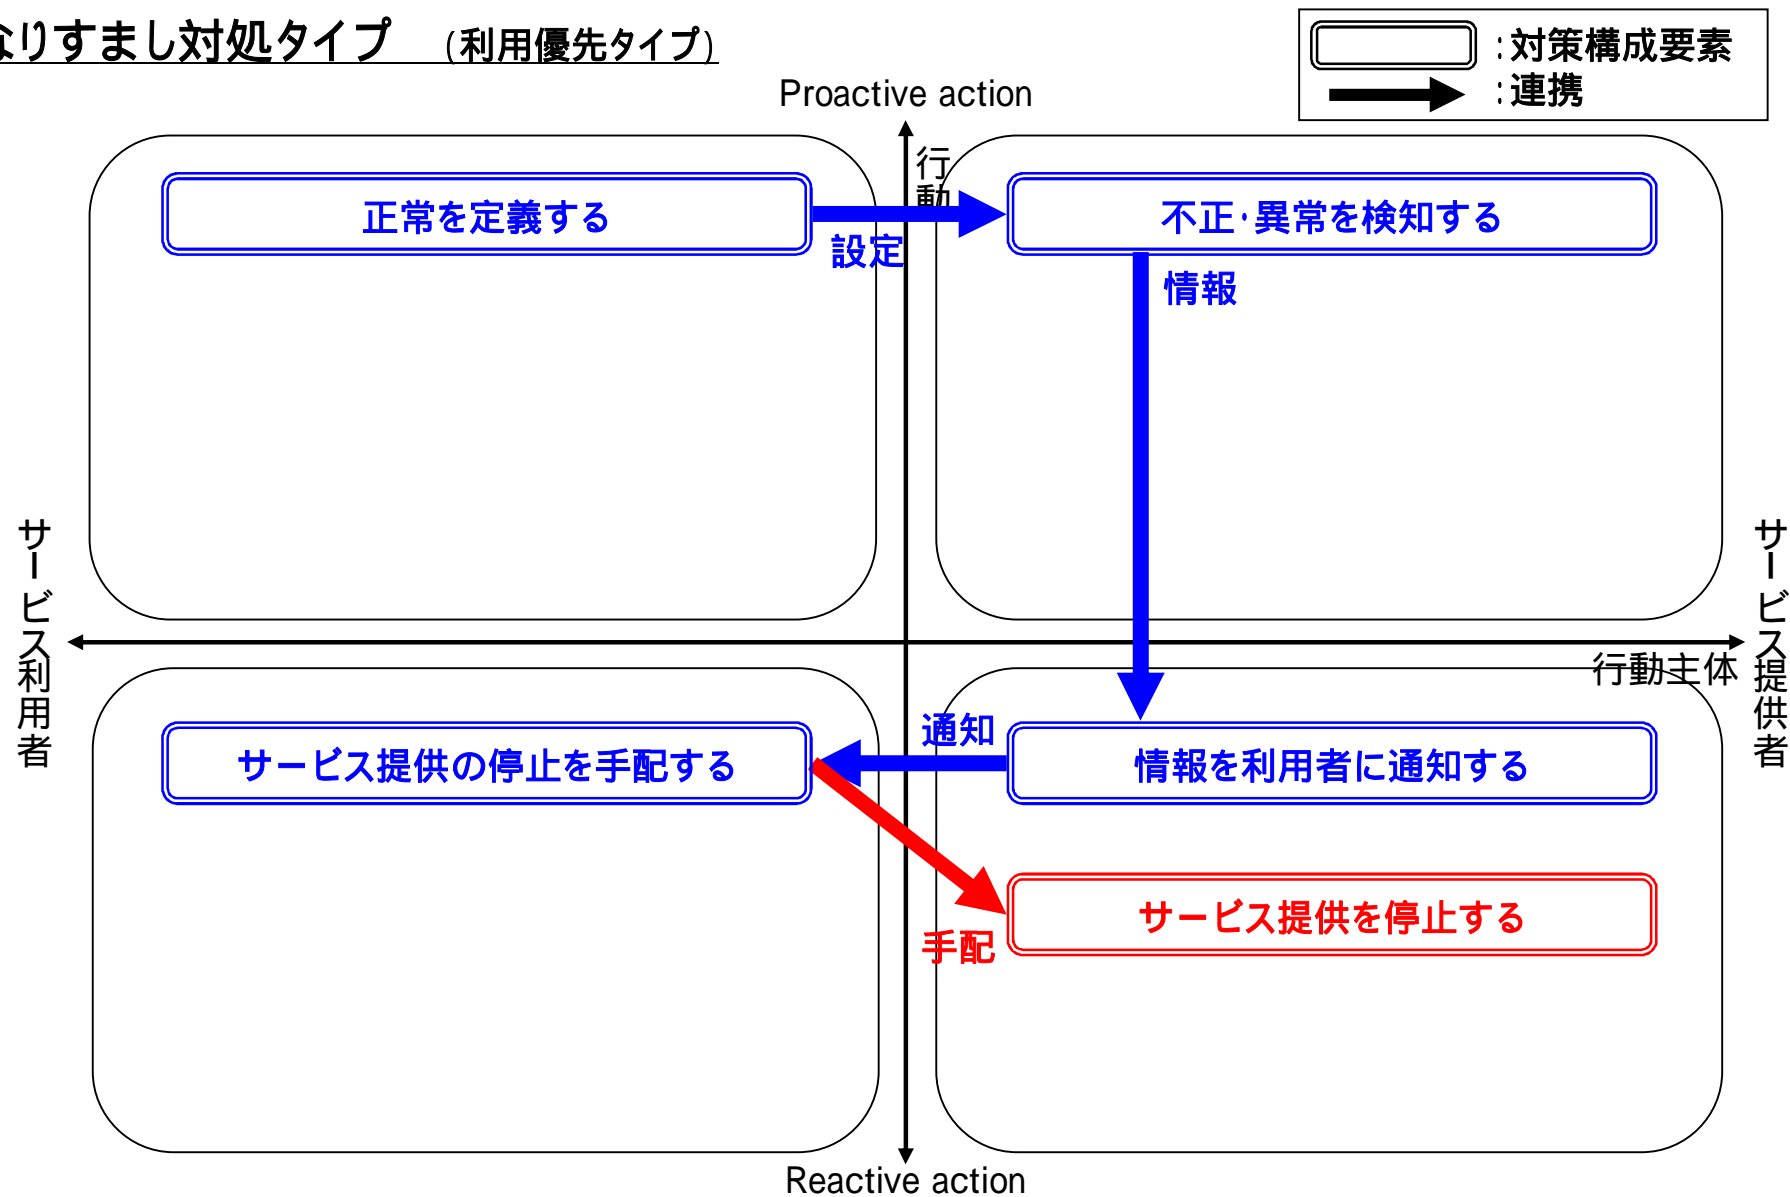 なりすまし対処タイプ (利用優先タイプ)
:対策構成要素
:連携
Proactive action
行動
正常を定義する
設定
不正･異常を検知する
情報
サービス利用者
サービス提供者
行動主体
サービス提供の停止を手配する
通知
情報を利用者に通知する
手配
サービス提供を停止する
Reactive action